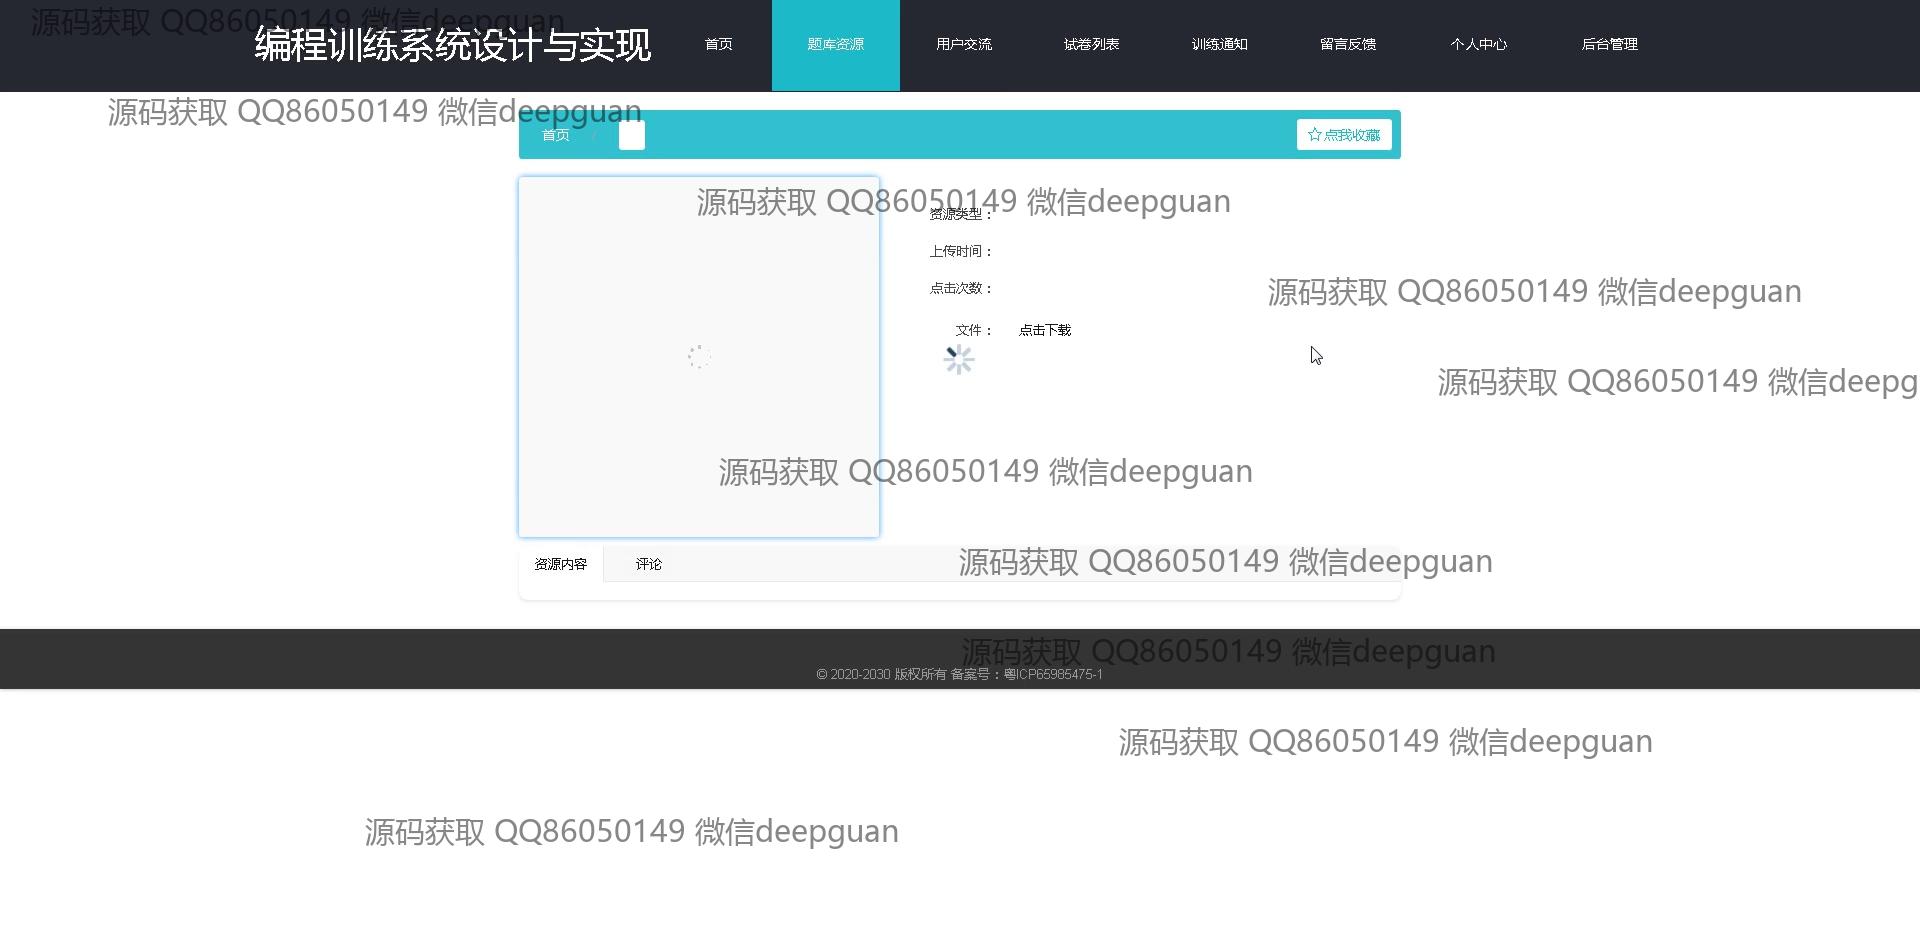 源码获取 QQ86050149 微信deepguan
编程训练系统设计与实现 首页 题库资源 用户交流 试卷列表 训练通知 留言反馈 个人中心 后台管理
源码获取 QQ86050149 微信deepguan
首页 / 点我收藏
源码获取 QQ86050149 微信deepguan
资源类型：
上传时间：
点击次数：
源码获取 QQ86050149 微信deepguan
文件： 点击下载
源码获取 QQ86050149 微信deepg
源码获取 QQ86050149 微信deepguan
资源内容 评论
源码获取 QQ86050149 微信deepguan
源码获取 QQ86050149 微信deepguan
© 2020-2030 版权所有 备案号：粤ICP65985475-1
源码获取 QQ86050149 微信deepguan
源码获取 QQ86050149 微信deepguan